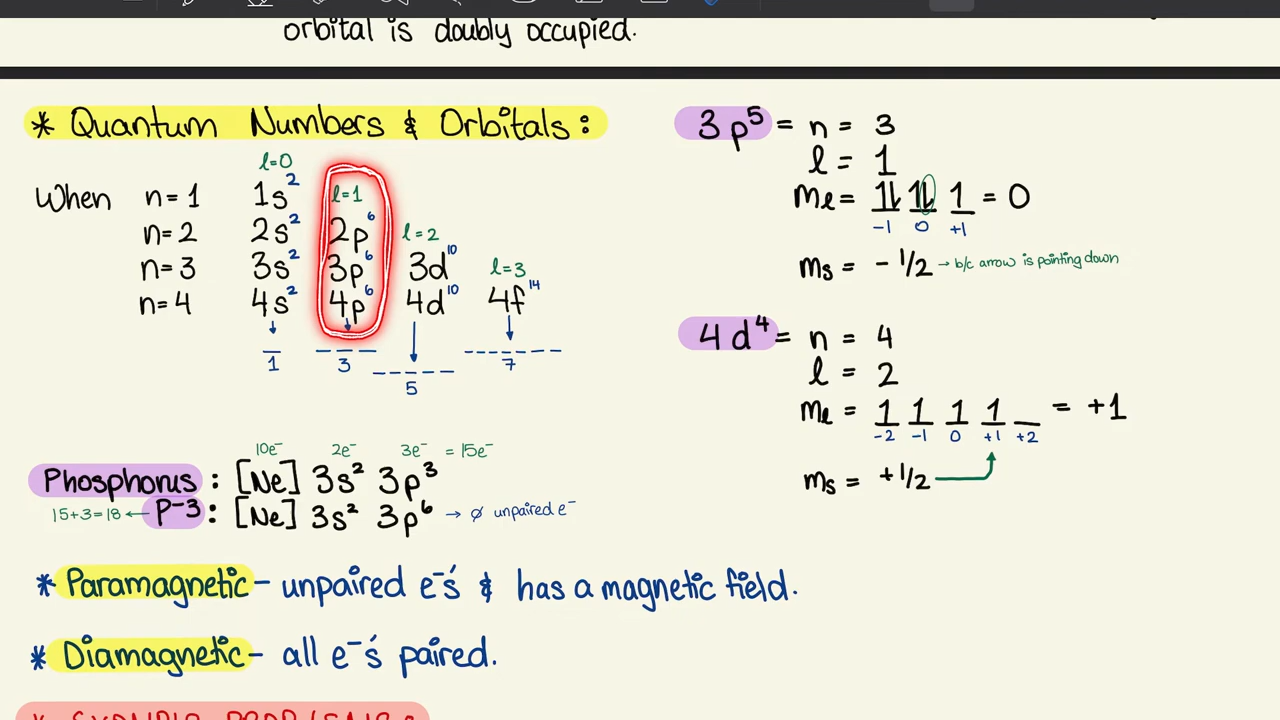 orbital is doubly occupied.
* Quantum Numbers & Orbitals:
l=0
When n=1 1s² l=1
n=2 2s² 2p⁶ l=2
n=3 3s² 3p⁶ 3d¹⁰ l=3
n=4 4s² 4p⁶ 4d¹⁰ 4f¹⁴
1 3 5 7
10e⁻ 2e⁻ 3e⁻ = 15e⁻
Phosphorus: [Ne] 3s² 3p³
15+3=18 ← P⁻³: [Ne] 3s² 3p⁶ → ∅ unpaired e⁻
3p⁵ = n = 3
l = 1
ml = 1l 1l 1 = 0
-1 0 +1
ms = -1/2 → b/c arrow is pointing down
4d⁴ = n = 4
l = 2
ml = 1 1 1 1 _ = +1
-2 -1 0 +1 +2
ms = +1/2
* Paramagnetic - unpaired e⁻'s & has a magnetic field.
* Diamagnetic - all e⁻'s paired.